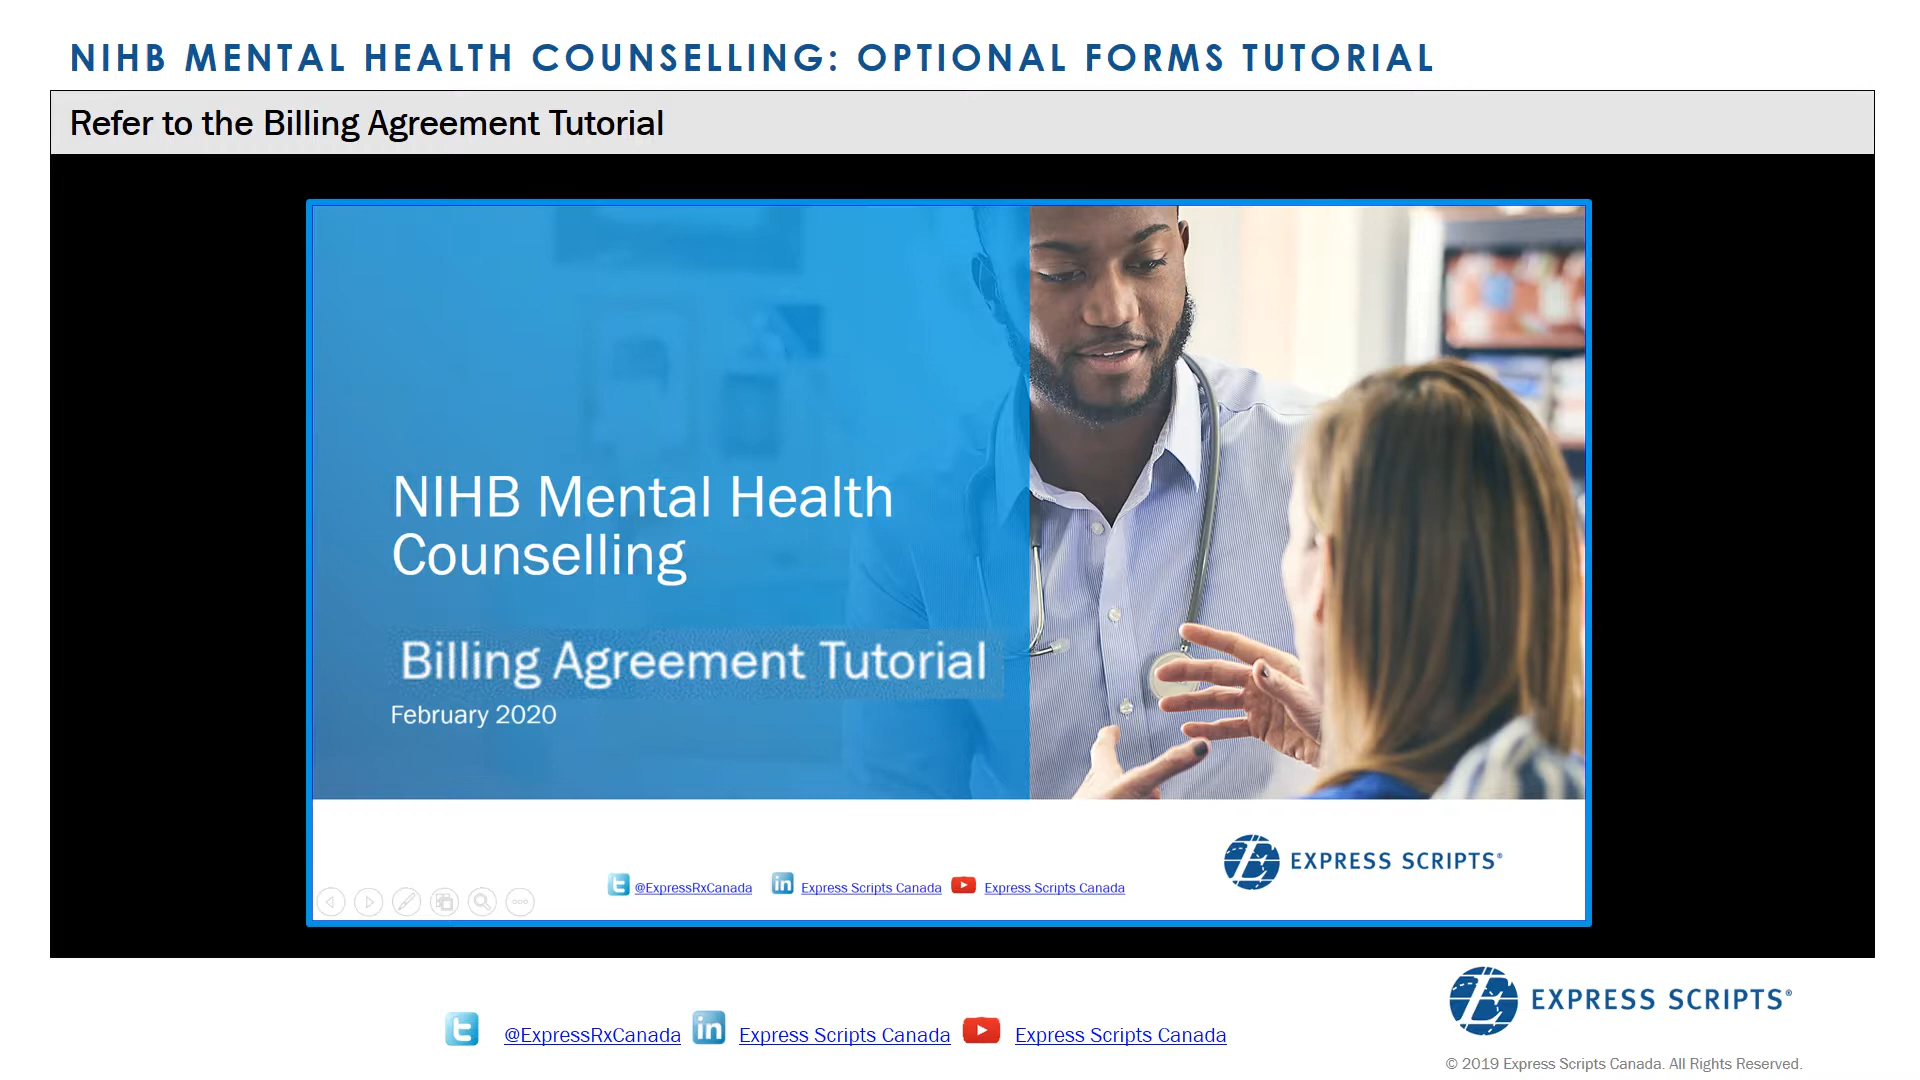 NIHB MENTAL HEALTH COUNSELLING: OPTIONAL FORMS TUTORIAL
Refer to the Billing Agreement Tutorial
NIHB Mental Health
Counselling
Billing Agreement Tutorial
February 2020
EXPRESS SCRIPTS®
@ExpressRxCanada Express Scripts Canada Express Scripts Canada
EXPRESS SCRIPTS®
@ExpressRxCanada Express Scripts Canada Express Scripts Canada
© 2019 Express Scripts Canada. All Rights Reserved.